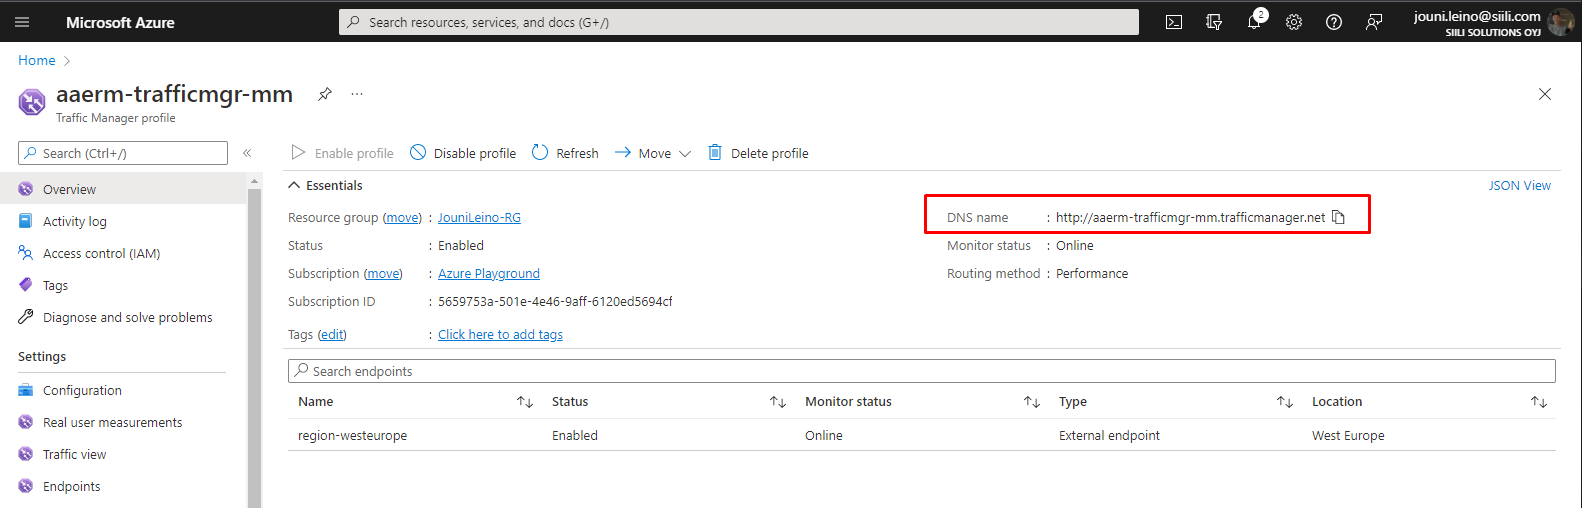 Microsoft Azure
Search resources, services, and docs (G+/)
2
jouni.leino@siili.com
SIILI SOLUTIONS OYJ
Home >
aaerm-trafficmgr-mm
Traffic Manager profile
Search (Ctrl+/)
Enable profile
Disable profile
Refresh
Move
Delete profile
Overview
Activity log
Access control (IAM)
Tags
Diagnose and solve problems
Settings
Configuration
Real user measurements
Traffic view
Endpoints
Essentials
JSON View
Resource group (move) : JouniLeino-RG
Status : Enabled
Subscription (move) : Azure Playground
Subscription ID : 5659753a-501e-4e46-9aff-6120ed5694cf
Tags (edit) : Click here to add tags
DNS name : http://aaerm-trafficmgr-mm.trafficmanager.net
Monitor status : Online
Routing method : Performance
Search endpoints
Name Status Monitor status Type Location
region-westeurope Enabled Online External endpoint West Europe